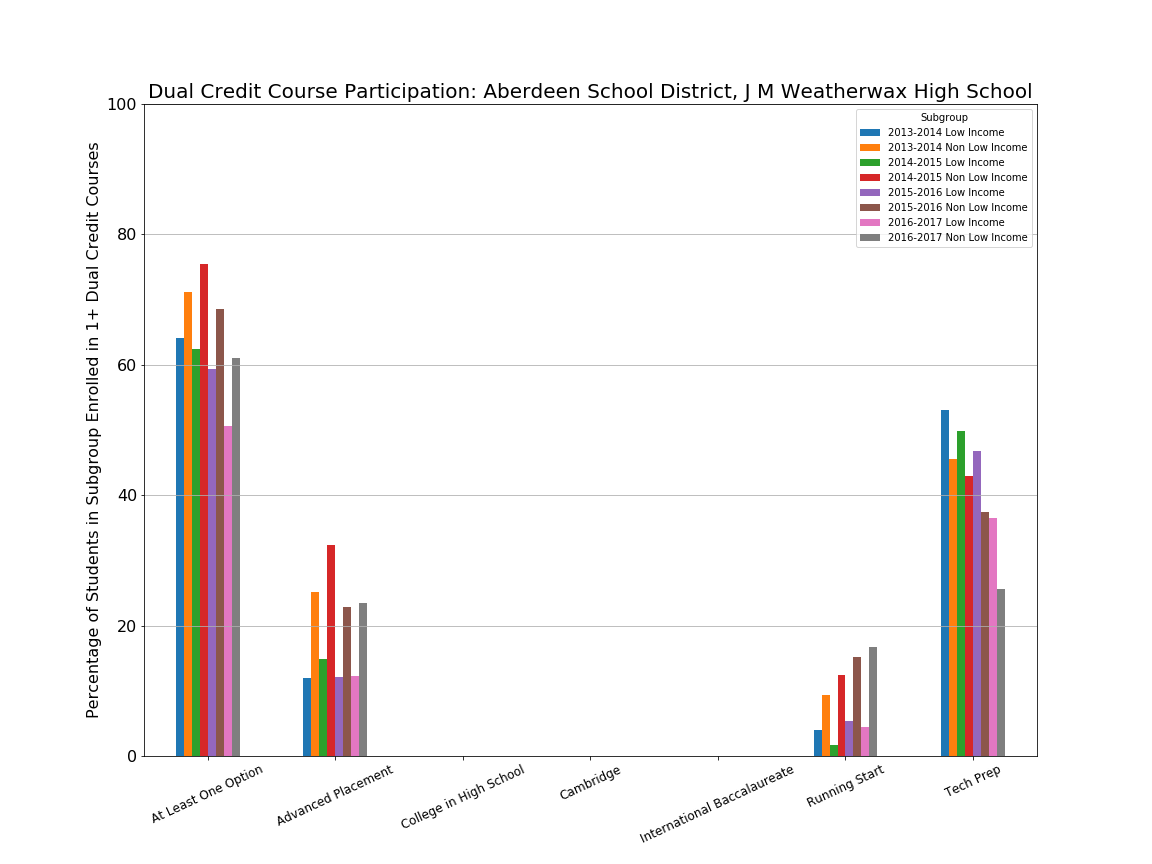 Dual Credit Course Participation: Aberdeen School District, J M Weatherwax High School
Percentage of Students in Subgroup Enrolled in 1+ Dual Credit Courses
100
80
60
40
20
0
Subgroup
2013-2014 Low Income
2013-2014 Non Low Income
2014-2015 Low Income
2014-2015 Non Low Income
2015-2016 Low Income
2015-2016 Non Low Income
2016-2017 Low Income
2016-2017 Non Low Income
At Least One Option
Advanced Placement
College in High School
Cambridge
International Baccalaureate
Running Start
Tech Prep